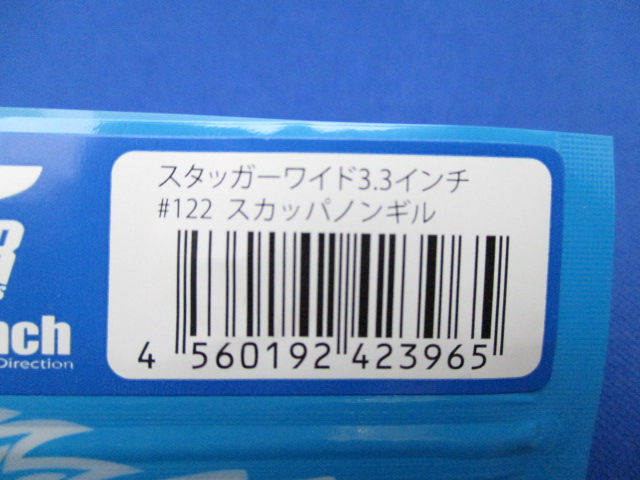 スタッガーワイド3.3インチ
#122 スカッパノンギル
4 560192 423965
nch
Direction